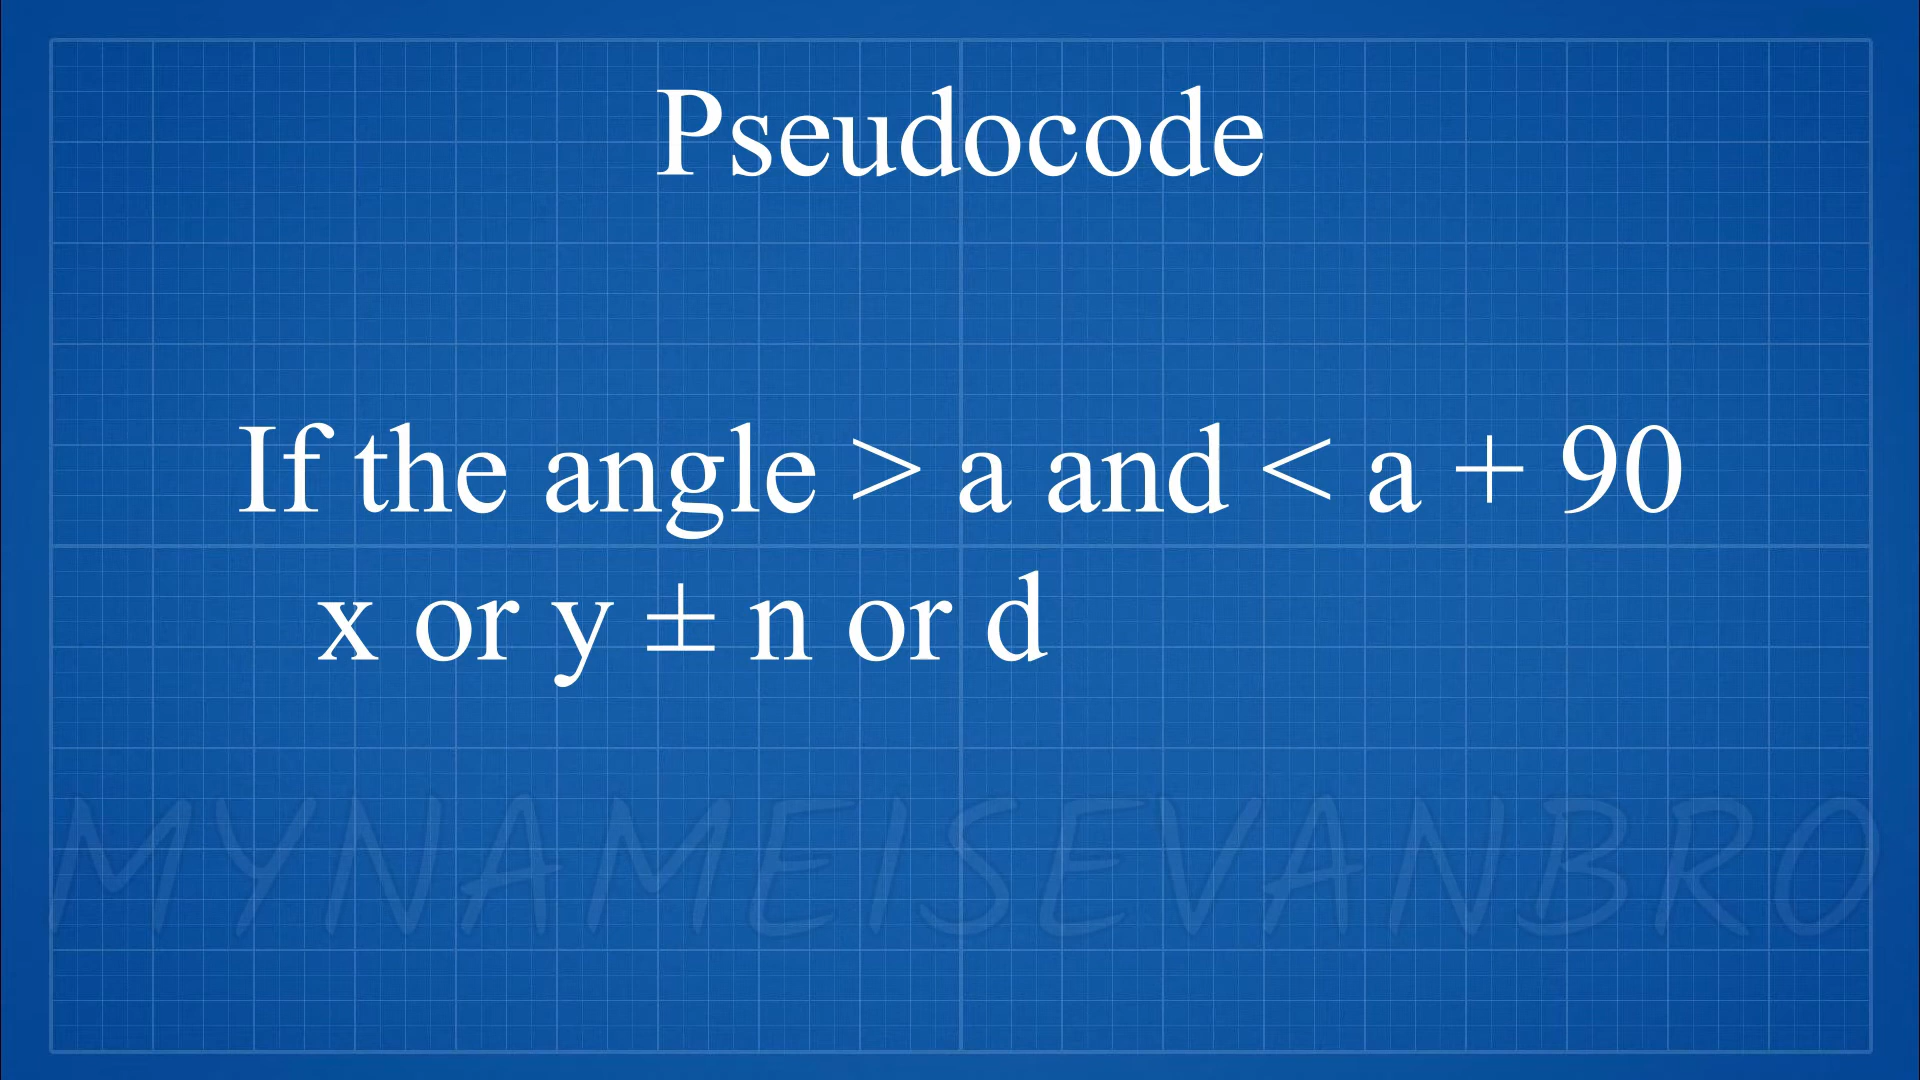 Pseudocode
If the angle > a and < a + 90
x or y ± n or d
MYNAMEISEVANBRO